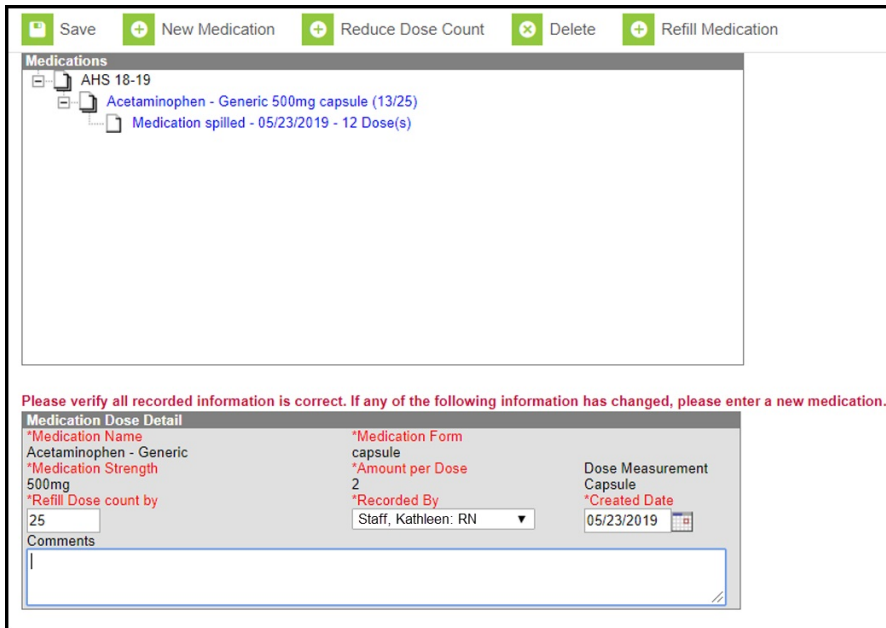 Save New Medication Reduce Dose Count Delete Refill Medication
Medications
AHS 18-19
Acetaminophen - Generic 500mg capsule (13/25)
Medication spilled - 05/23/2019 - 12 Dose(s)
Please verify all recorded information is correct. If any of the following information has changed, please enter a new medication.
Medication Dose Detail
*Medication Name *Medication Form
Acetaminophen - Generic capsule
*Medication Strength *Amount per Dose Dose Measurement
500mg 2 Capsule
*Refill Dose count by *Recorded By *Created Date
25 Staff, Kathleen: RN 05/23/2019
Comments